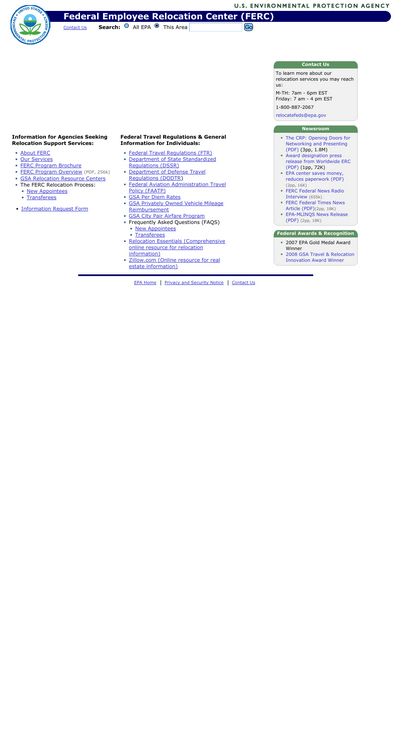 U.S. ENVIRONMENTAL PROTECTION AGENCY
Federal Employee Relocation Center (FERC)
Contact Us Search: All EPA This Area Go
Information for Agencies Seeking
Relocation Support Services:
• About FERC
• Our Services
• FERC Program Brochure
• FERC Program Overview (PDF, 256k)
• GSA Relocation Resource Centers
• The FERC Relocation Process:
• New Appointees
• Transferees
• Information Request Form
Federal Travel Regulations & General
Information for Individuals:
• Federal Travel Regulations (FTR)
• Department of State Standardized
Regulations (DSSR)
• Department of Defense Travel
Regulations (DODTR)
• Federal Aviation Administration Travel
Policy (FAATP)
• GSA Per Diem Rates
• GSA Privately Owned Vehicle Mileage
Reimbursement
• GSA City Pair Airfare Program
• Frequently Asked Questions (FAQS)
• New Appointees
• Transferees
• Relocation Essentials (Comprehensive
online resource for relocation
information)
• Zillow.com (Online resource for real
estate information)
Contact Us
To learn more about our
relocation services you may reach
us:
M-TH: 7am - 6pm EST
Friday: 7 am - 4 pm EST
1-800-887-2067
relocatefeds@epa.gov
Newsroom
• The CRP: Opening Doors for
Networking and Presenting
(PDF) (3pp, 1.8M)
• Award designation press
release from Worldwide ERC
(PDF) (1pp, 72K)
• EPA center saves money,
reduces paperwork (PDF)
(2pp, 16K)
• FERC Federal News Radio
Interview
• FERC Federal Times News
Article (PDF)(2pp, 18K)
• EPA-MLINQS News Release
(PDF) (2pp, 18K)
Federal Awards & Recognition
• 2007 EPA Gold Medal Award
Winner
• 2008 GSA Travel & Relocation
Innovation Award Winner
EPA Home | Privacy and Security Notice | Contact Us